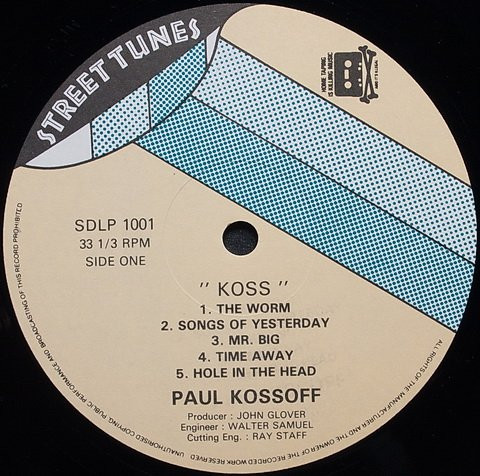 STREET TUNES
HOME TAPING
IS KILLING MUSIC
SDLP 1001
33 1/3 RPM
SIDE ONE
" KOSS "
1. THE WORM
2. SONGS OF YESTERDAY
3. MR. BIG
4. TIME AWAY
5. HOLE IN THE HEAD
PAUL KOSSOFF
Producer : JOHN GLOVER
Engineer : WALTER SAMUEL
Cutting Eng. : RAY STAFF
ALL RIGHTS OF THE MANUFACTURER AND THE OWNER OF THE RECORDED WORK RESERVED UNAUTHORISED COPYING PUBLIC PERFORMANCE AND BROADCASTING OF THIS RECORD PROHIBITED